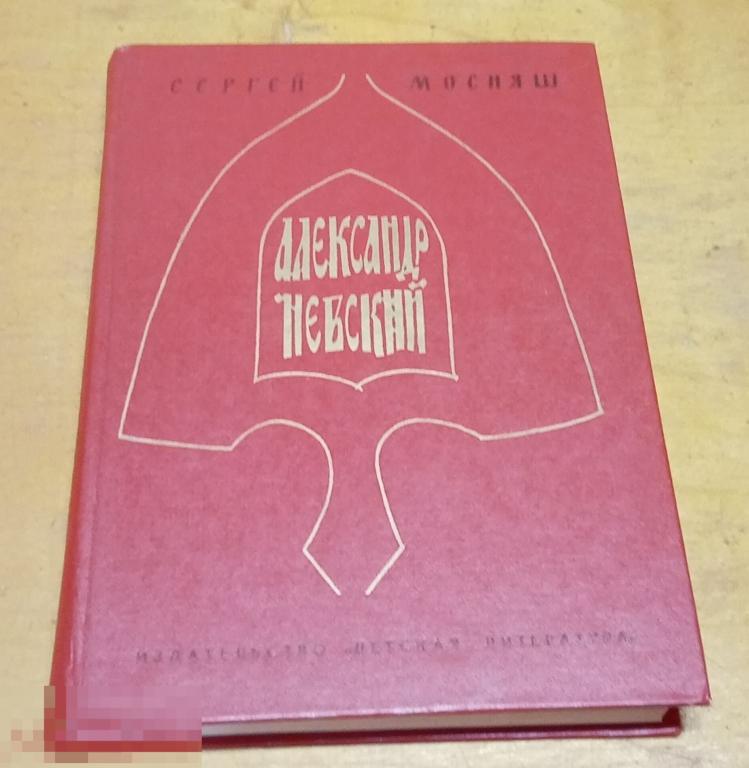 СЕРГЕЙ МОСИЯШ
АЛЕКСАНДР
НЕВСКИЙ
ИЗДАТЕЛЬСТВО «ДЕТСКАЯ ЛИТЕРАТУРА»